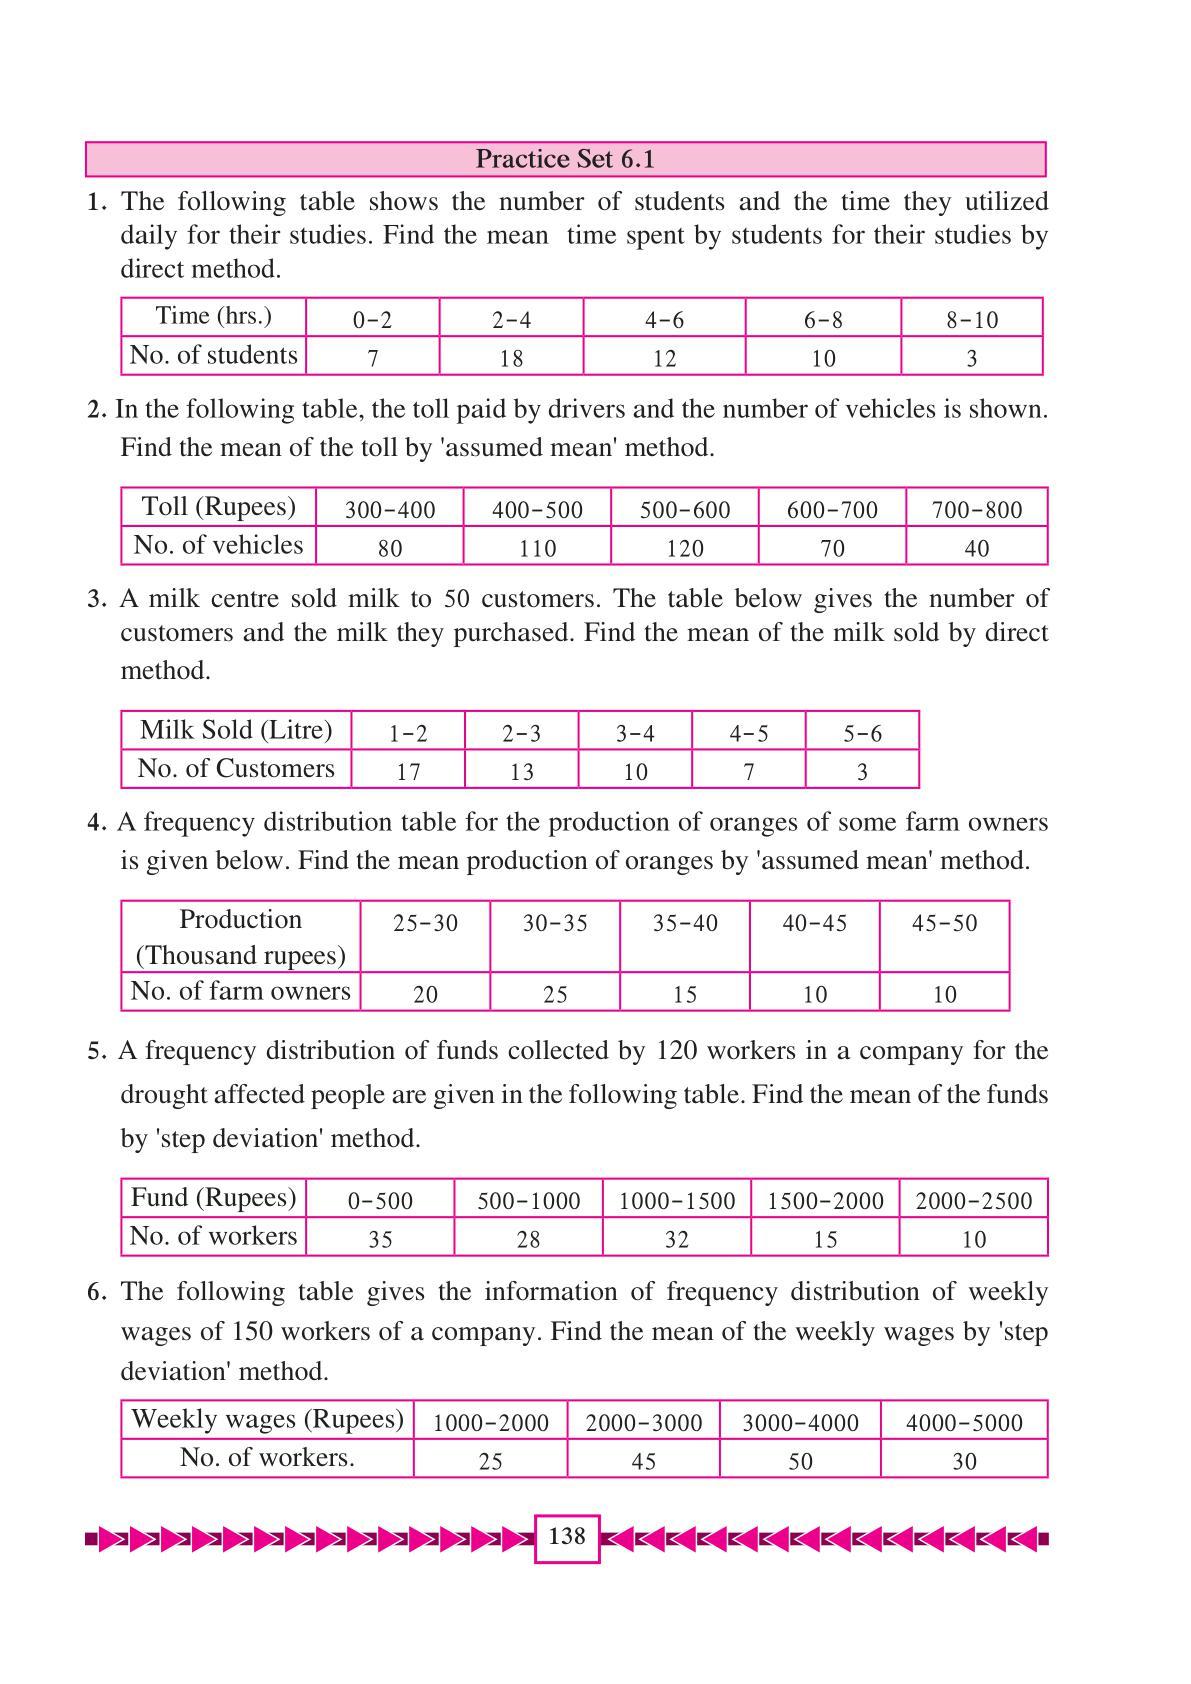 Practice Set 6.1
1. The following table shows the number of students and the time they utilized
daily for their studies. Find the mean time spent by students for their studies by
direct method.
Time (hrs.) 0-2 2-4 4-6 6-8 8-10
No. of students 7 18 12 10 3
2. In the following table, the toll paid by drivers and the number of vehicles is shown.
Find the mean of the toll by 'assumed mean' method.
Toll (Rupees) 300-400 400-500 500-600 600-700 700-800
No. of vehicles 80 110 120 70 40
3. A milk centre sold milk to 50 customers. The table below gives the number of
customers and the milk they purchased. Find the mean of the milk sold by direct
method.
Milk Sold (Litre) 1-2 2-3 3-4 4-5 5-6
No. of Customers 17 13 10 7 3
4. A frequency distribution table for the production of oranges of some farm owners
is given below. Find the mean production of oranges by 'assumed mean' method.
Production 25-30 30-35 35-40 40-45 45-50
(Thousand rupees)
No. of farm owners 20 25 15 10 10
5. A frequency distribution of funds collected by 120 workers in a company for the
drought affected people are given in the following table. Find the mean of the funds
by 'step deviation' method.
Fund (Rupees) 0-500 500-1000 1000-1500 1500-2000 2000-2500
No. of workers 35 28 32 15 10
6. The following table gives the information of frequency distribution of weekly
wages of 150 workers of a company. Find the mean of the weekly wages by 'step
deviation' method.
Weekly wages (Rupees) 1000-2000 2000-3000 3000-4000 4000-5000
No. of workers. 25 45 50 30
138